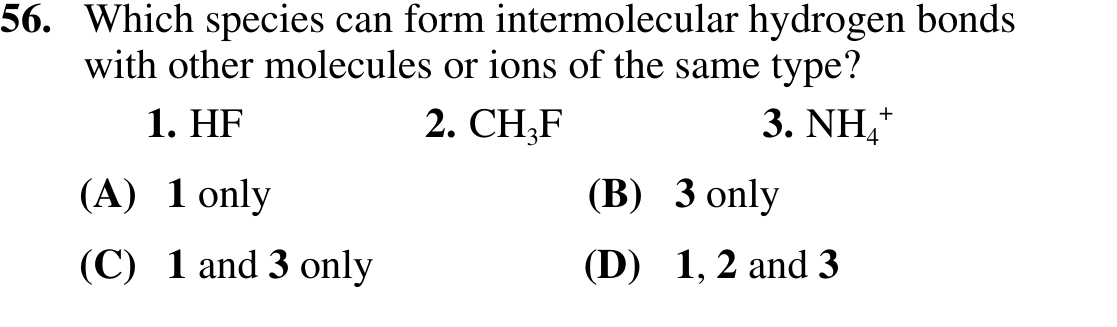 56. Which species can form intermolecular hydrogen bonds
with other molecules or ions of the same type?
1. HF 2. CH₃F 3. NH₄⁺
(A) 1 only (B) 3 only
(C) 1 and 3 only (D) 1, 2 and 3